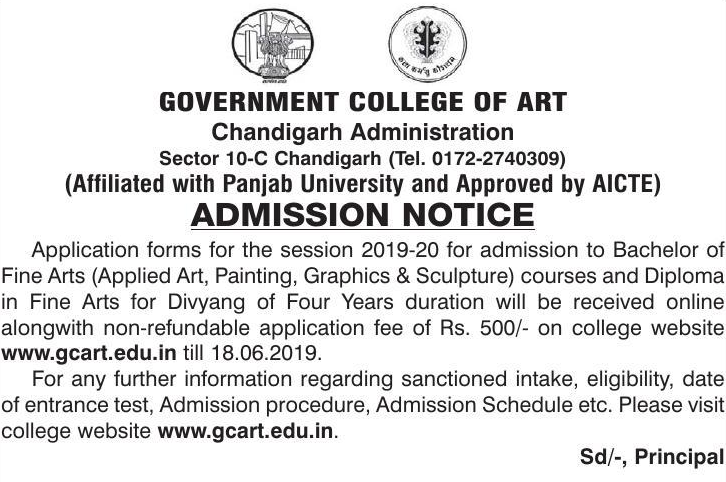 GOVERNMENT COLLEGE OF ART
Chandigarh Administration
Sector 10-C Chandigarh (Tel. 0172-2740309)
(Affiliated with Panjab University and Approved by AICTE)
ADMISSION NOTICE
Application forms for the session 2019-20 for admission to Bachelor of
Fine Arts (Applied Art, Painting, Graphics & Sculpture) courses and Diploma
in Fine Arts for Divyang of Four Years duration will be received online
alongwith non-refundable application fee of Rs. 500/- on college website
www.gcart.edu.in till 18.06.2019.
For any further information regarding sanctioned intake, eligibility, date
of entrance test, Admission procedure, Admission Schedule etc. Please visit
college website www.gcart.edu.in.
Sd/-, Principal